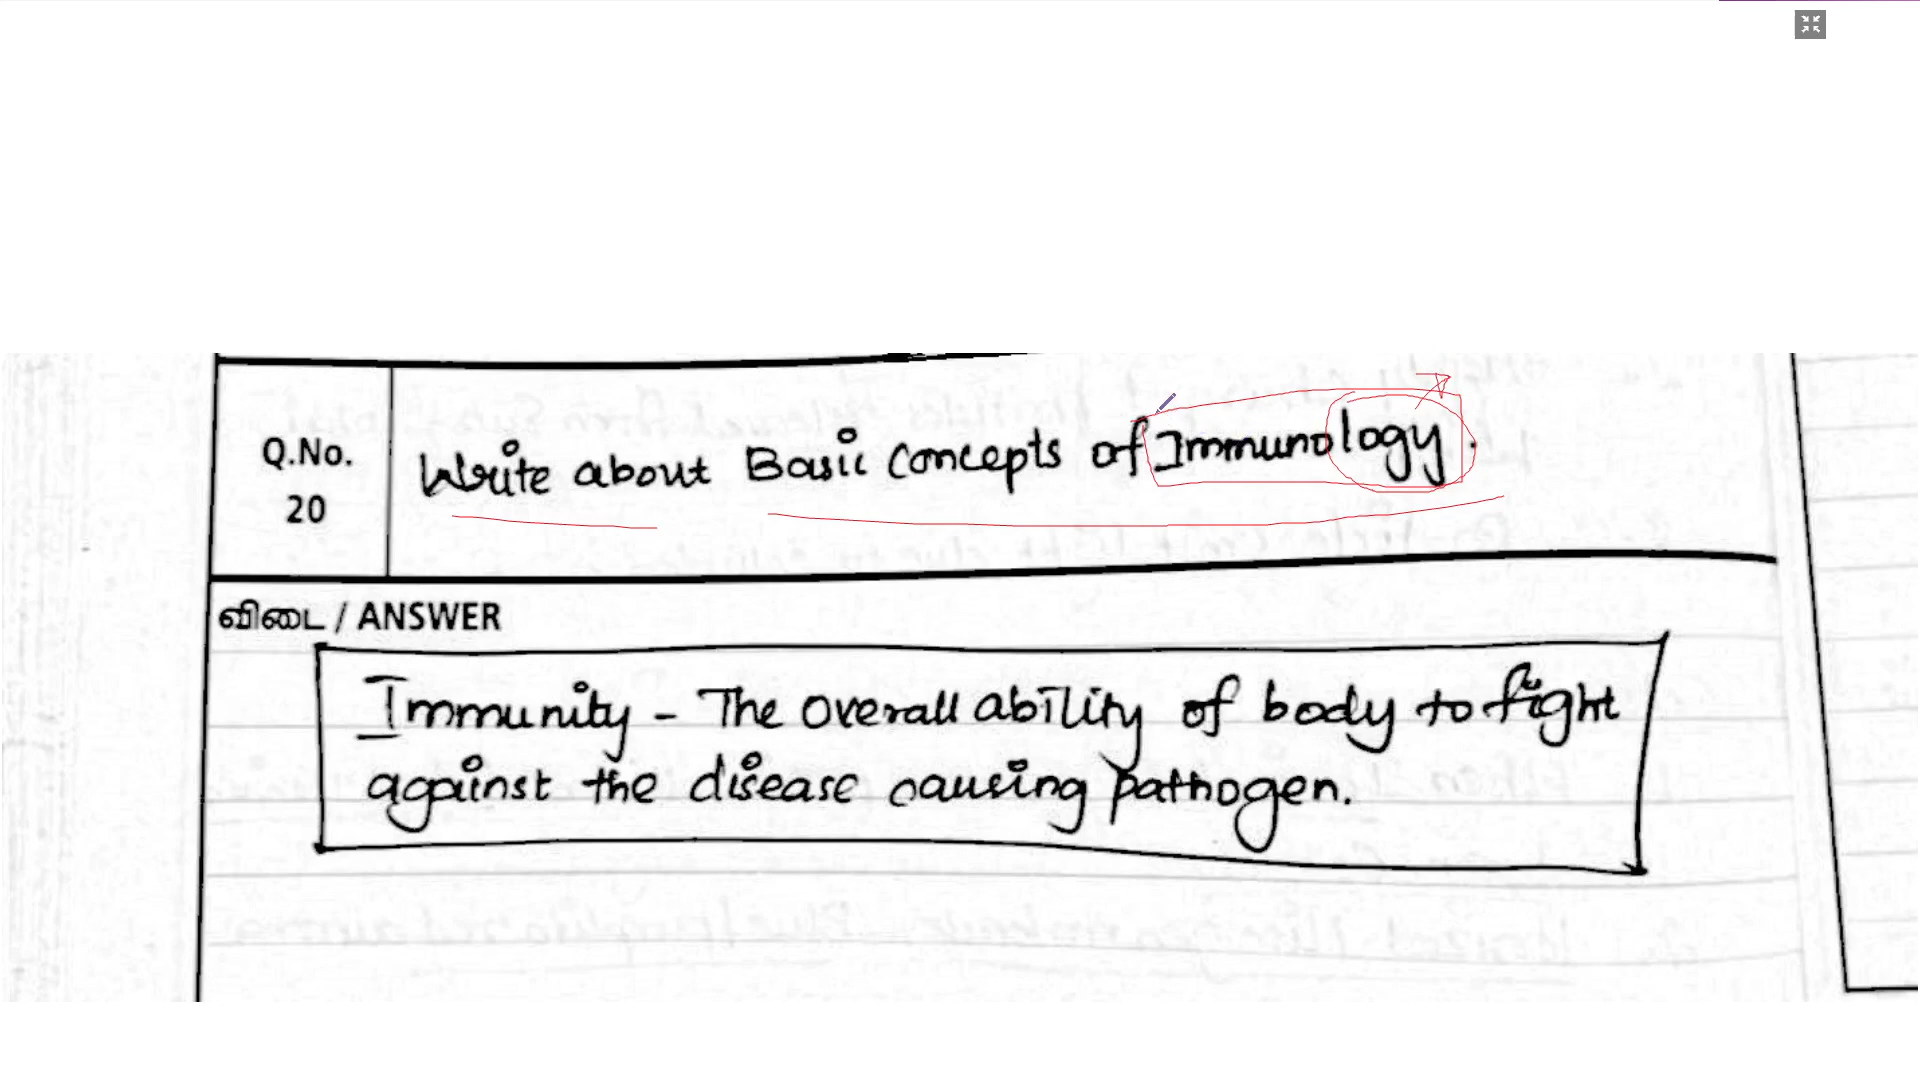 Q.No.
20
Write about Basic concepts of Immunology.
விடை / ANSWER
Immunity - The overall ability of body to fight
against the disease causing pathogen.